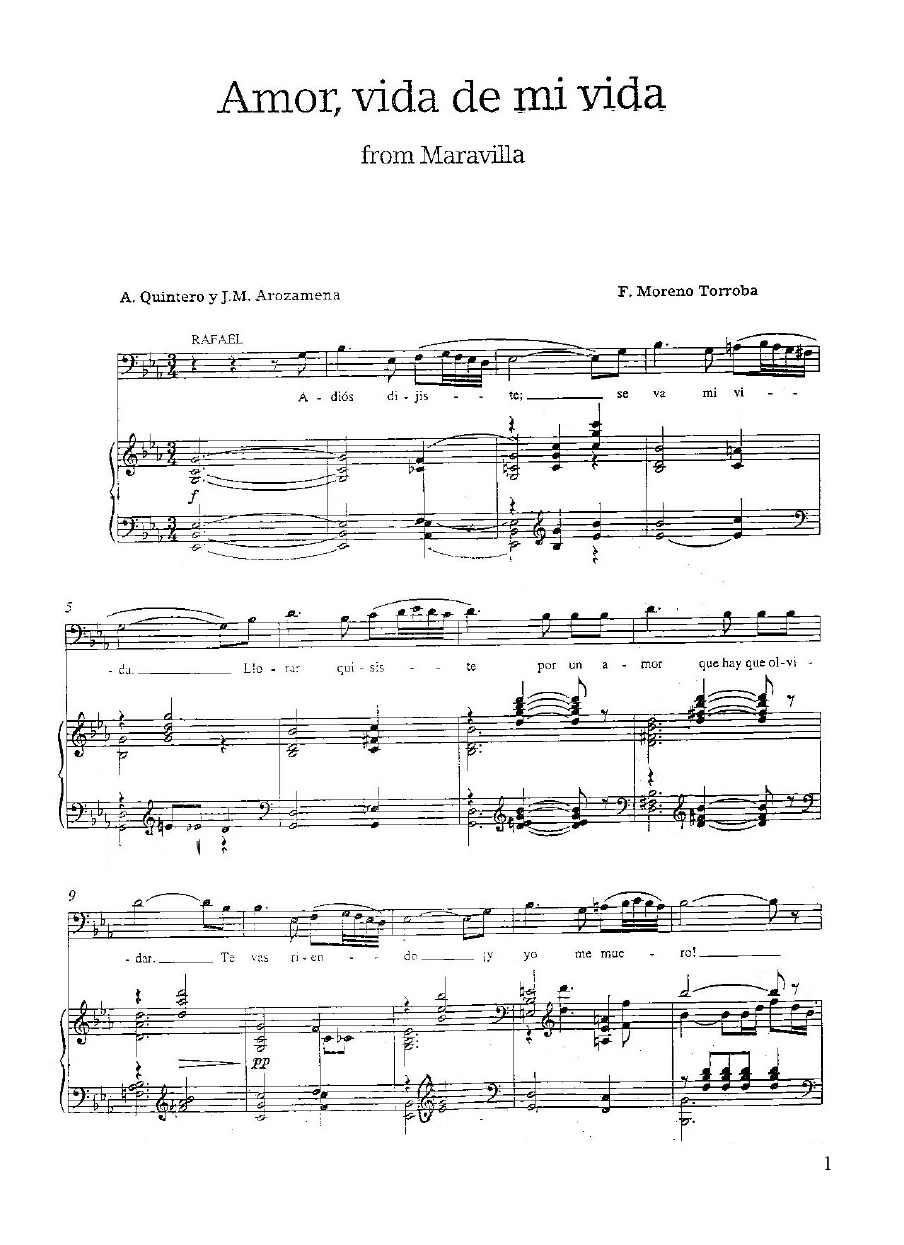 Amor, vida de mi vida
from Maravilla
A. Quintero y J.M. Arozamena
F. Moreno Torroba
RAFAEL
A - diós di - jis - - te; se va mi vi - -
f
5
- da. Llo - rar qui - sis - - te por un a - mor que hay que ol - vi -
9
- dar. Te vas ri - en - - do ¡y yo me mue - ro!
pp
1